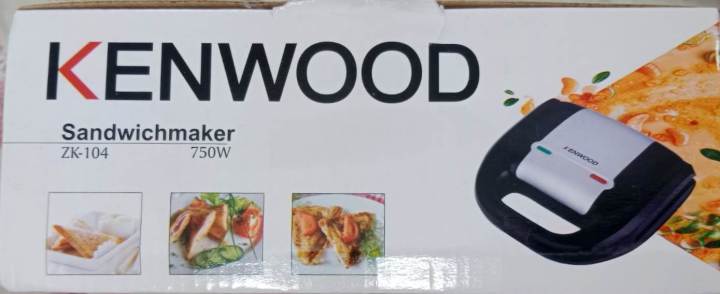 KENWOOD
Sandwichmaker
ZK-104 750W
KENWOOD